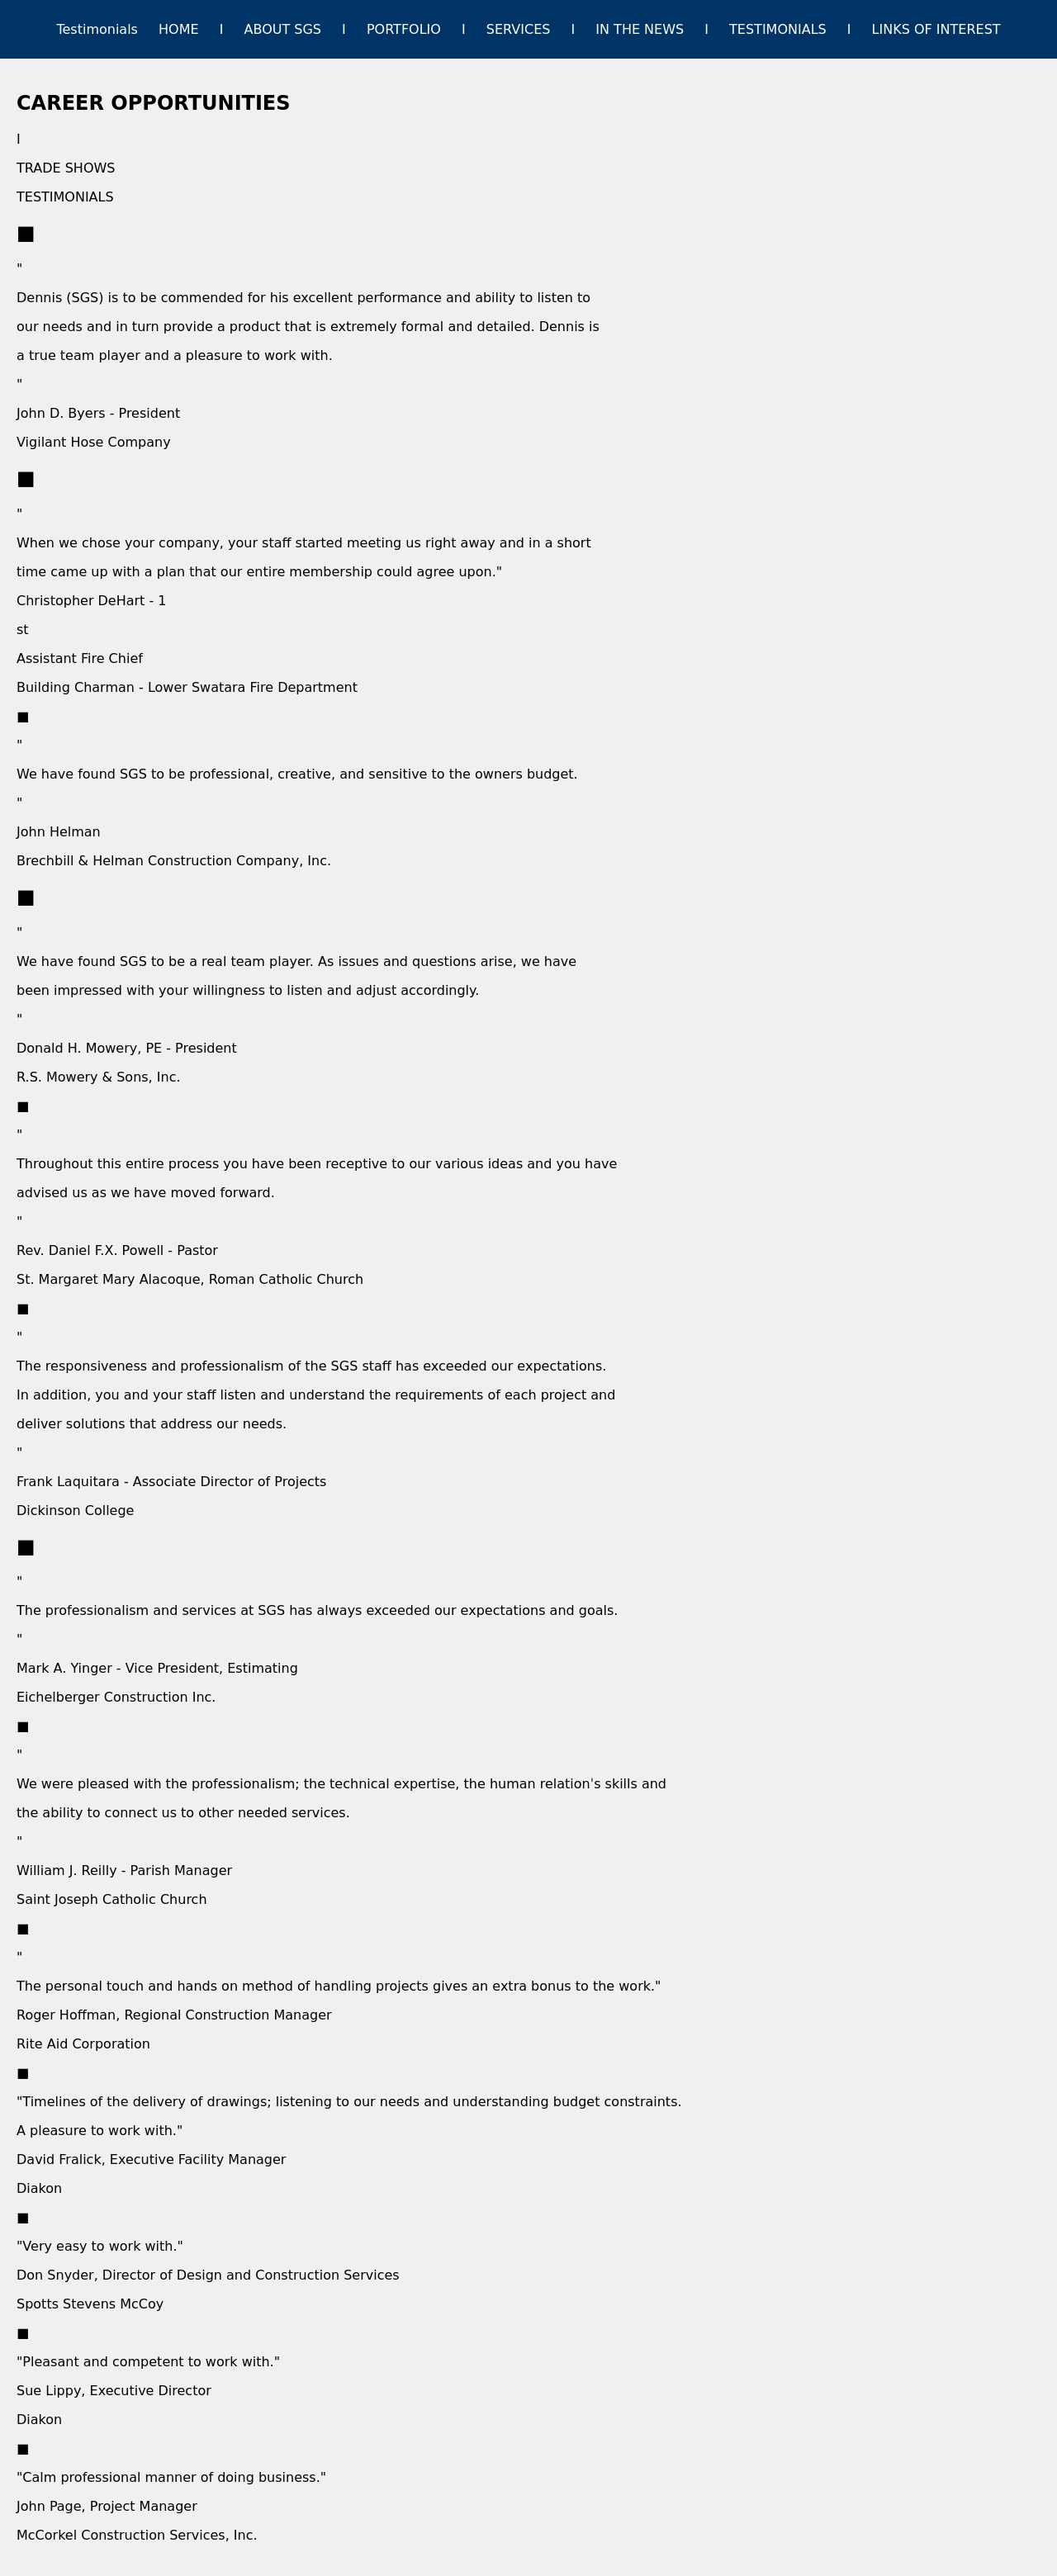 Testimonials HOME I ABOUT SGS I PORTFOLIO I SERVICES I IN THE NEWS I TESTIMONIALS I LINKS OF INTEREST
CAREER OPPORTUNITIES
I
TRADE SHOWS
TESTIMONIALS
■
"
Dennis (SGS) is to be commended for his excellent performance and ability to listen to
our needs and in turn provide a product that is extremely formal and detailed. Dennis is
a true team player and a pleasure to work with.
"
John D. Byers - President
Vigilant Hose Company
■
"
When we chose your company, your staff started meeting us right away and in a short
time came up with a plan that our entire membership could agree upon."
Christopher DeHart - 1
st
Assistant Fire Chief
Building Charman - Lower Swatara Fire Department
■
"
We have found SGS to be professional, creative, and sensitive to the owners budget.
"
John Helman
Brechbill & Helman Construction Company, Inc.
■
"
We have found SGS to be a real team player. As issues and questions arise, we have
been impressed with your willingness to listen and adjust accordingly.
"
Donald H. Mowery, PE - President
R.S. Mowery & Sons, Inc.
■
"
Throughout this entire process you have been receptive to our various ideas and you have
advised us as we have moved forward.
"
Rev. Daniel F.X. Powell - Pastor
St. Margaret Mary Alacoque, Roman Catholic Church
■
"
The responsiveness and professionalism of the SGS staff has exceeded our expectations.
In addition, you and your staff listen and understand the requirements of each project and
deliver solutions that address our needs.
"
Frank Laquitara - Associate Director of Projects
Dickinson College
■
"
The professionalism and services at SGS has always exceeded our expectations and goals.
"
Mark A. Yinger - Vice President, Estimating
Eichelberger Construction Inc.
■
"
We were pleased with the professionalism; the technical expertise, the human relation's skills and
the ability to connect us to other needed services.
"
William J. Reilly - Parish Manager
Saint Joseph Catholic Church
■
"
The personal touch and hands on method of handling projects gives an extra bonus to the work."
Roger Hoffman, Regional Construction Manager
Rite Aid Corporation
■
"Timelines of the delivery of drawings; listening to our needs and understanding budget constraints.
A pleasure to work with."
David Fralick, Executive Facility Manager
Diakon
■
"Very easy to work with."
Don Snyder, Director of Design and Construction Services
Spotts Stevens McCoy
■
"Pleasant and competent to work with."
Sue Lippy, Executive Director
Diakon
■
"Calm professional manner of doing business."
John Page, Project Manager
McCorkel Construction Services, Inc.